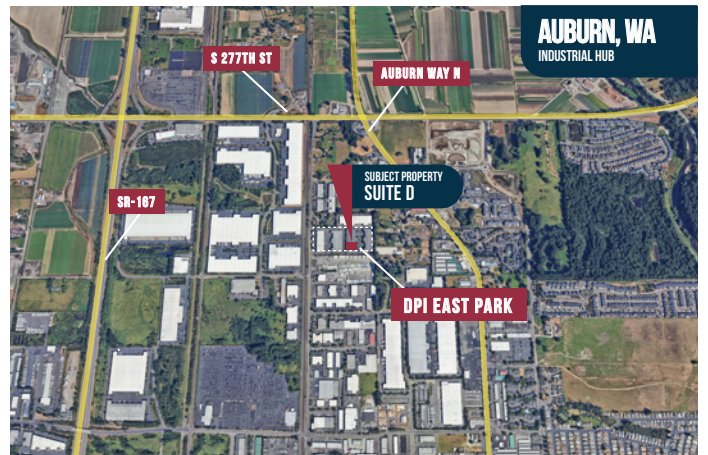 AUBURN, WA
INDUSTRIAL HUB
S 277TH ST
AUBURN WAY N
SUBJECT PROPERTY
SUITE D
SR-167
DPI EAST PARK